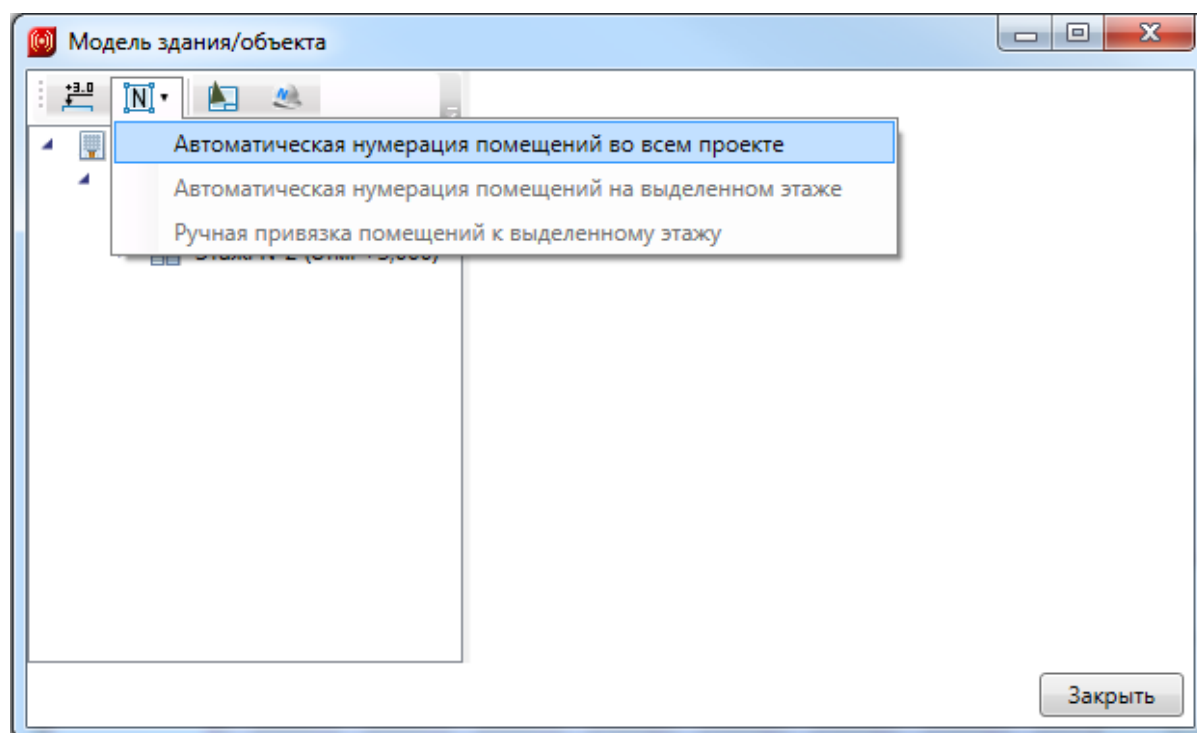 Модель здания/объекта
+3.0
N
Автоматическая нумерация помещений во всем проекте
Автоматическая нумерация помещений на выделенном этаже
Ручная привязка помещений к выделенному этажу
Закрыть